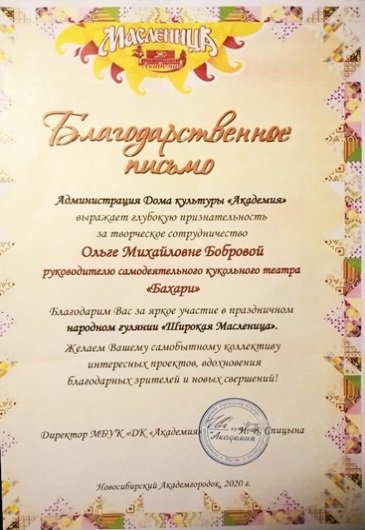 Масленица
Благодарственное
письмо
Администрация Дома культуры «Академия»
выражает глубокую признательность
за творческое сотрудничество
Ольге Михайловне Бобровой
руководителю самодеятельного кукольного театра
«Бахари»
Благодарим Вас за яркое участие в праздничном
народном гулянии «Широкая Масленица».
Желаем Вашему самобытному коллективу
интересных проектов, вдохновения
благодарных зрителей и новых свершений!
Директор МБУК «ДК «Академия» И. В. Спицына
Академия
Новосибирский Академгородок, 2020 г.